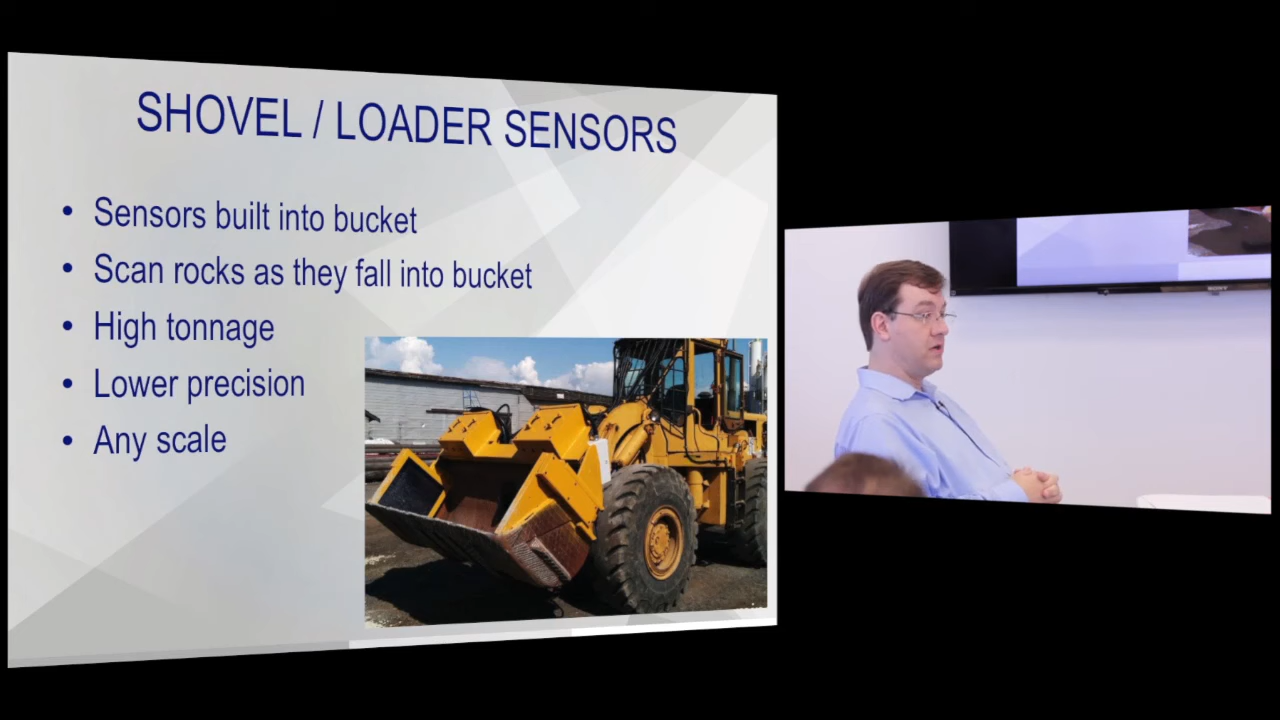 SHOVEL / LOADER SENSORS
• Sensors built into bucket
• Scan rocks as they fall into bucket
• High tonnage
• Lower precision
• Any scale
SONY